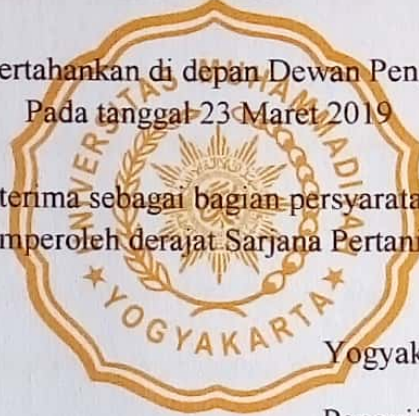 ertahankan di depan Dewan Pen
Pada tanggal 23 Maret 2019
terima sebagai bagian persyarata
mperoleh derajat Sarjana Pertani
UNIVERSITAS MUHAMMADIYAH
YOGYAKARTA
Yogyak